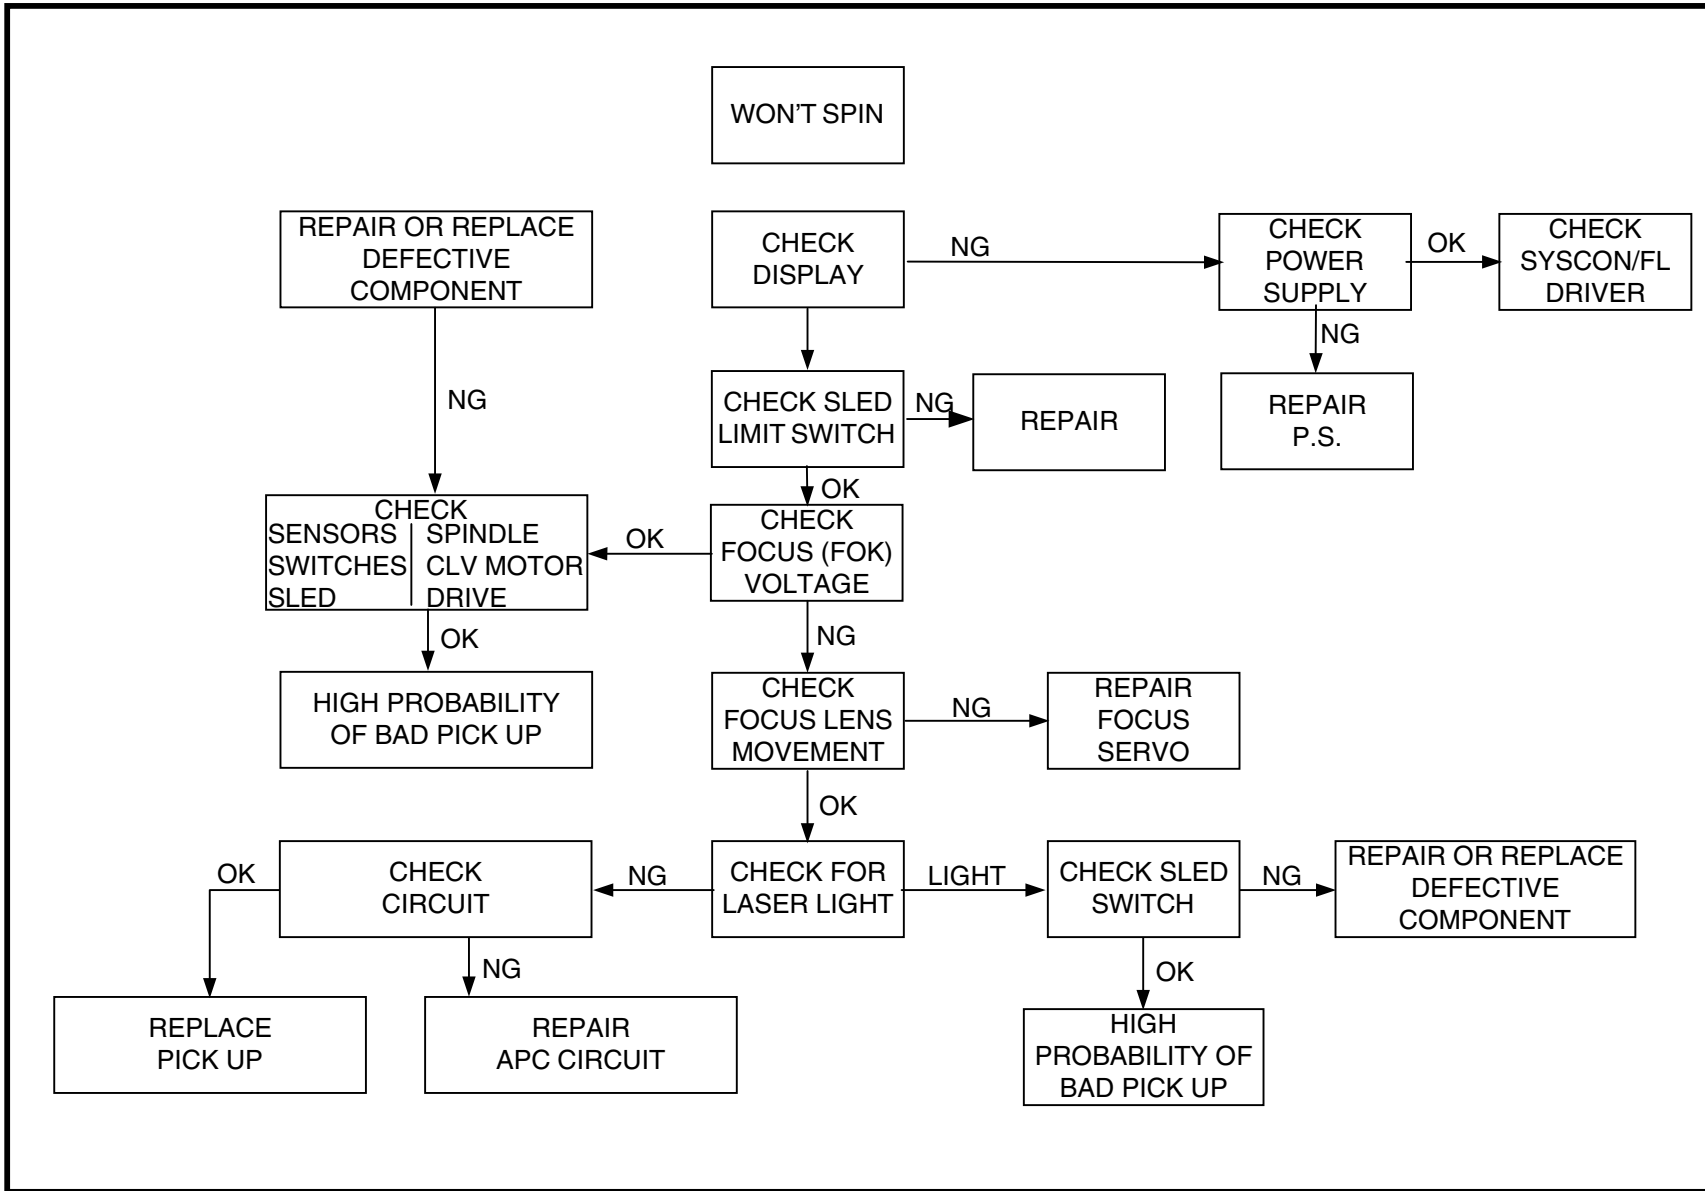 WON'T SPIN
REPAIR OR REPLACE
DEFECTIVE
COMPONENT
CHECK
DISPLAY
NG
CHECK
POWER
SUPPLY
OK
CHECK
SYSCON/FL
DRIVER
NG
NG
CHECK SLED
LIMIT SWITCH
NG
REPAIR
REPAIR
P.S.
OK
CHECK
SENSORS
SWITCHES
SLED
SPINDLE
CLV MOTOR
DRIVE
OK
CHECK
FOCUS (FOK)
VOLTAGE
OK
NG
HIGH PROBABILITY
OF BAD PICK UP
CHECK
FOCUS LENS
MOVEMENT
NG
REPAIR
FOCUS
SERVO
OK
OK
CHECK
CIRCUIT
NG
CHECK FOR
LASER LIGHT
LIGHT
CHECK SLED
SWITCH
NG
REPAIR OR REPLACE
DEFECTIVE
COMPONENT
NG
OK
REPLACE
PICK UP
REPAIR
APC CIRCUIT
HIGH
PROBABILITY OF
BAD PICK UP